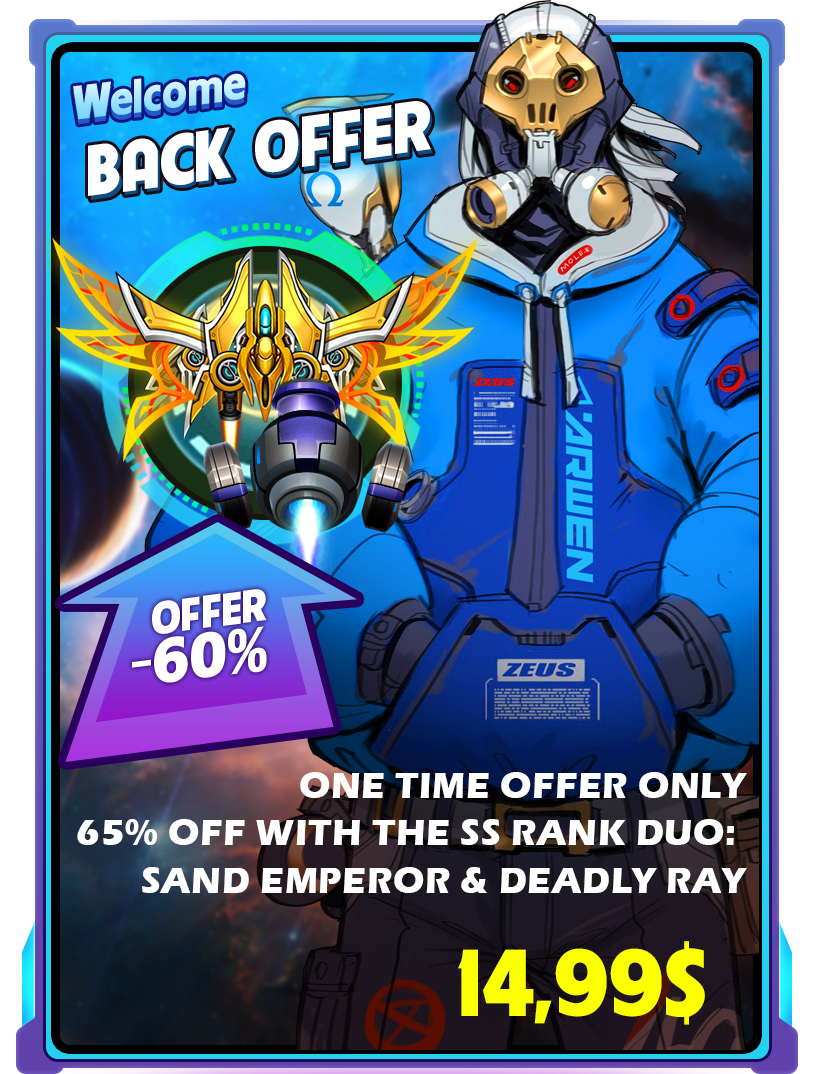 Welcome
BACK OFFER
Ω
MOLE
ZEUS
A'ARWEN
OFFER
-60%
ZEUS
ONE TIME OFFER ONLY
65% OFF WITH THE SS RANK DUO:
SAND EMPEROR & DEADLY RAY
14,99$